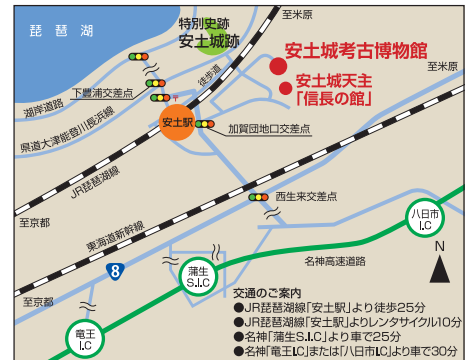 琵琶湖
特別史跡
安土城跡
至米原
安土城考古博物館
安土城天主
「信長の館」
至米原
下豊浦交差点
徒歩道
湖岸道路
県道大津能登川長浜線
安土駅
加賀団地口交差点
JR琵琶湖線
西生来交差点
至京都
東海道新幹線
八日市
I.C
名神高速道路
N
8
蒲生
S.I.C
至京都
竜王
I.C
交通のご案内
●JR琵琶湖線「安土駅」より徒歩25分
●JR琵琶湖線「安土駅」よりレンタサイクル10分
●名神「蒲生S.I.C」より車で25分
●名神「竜王I.C」または「八日市I.C」より車で30分